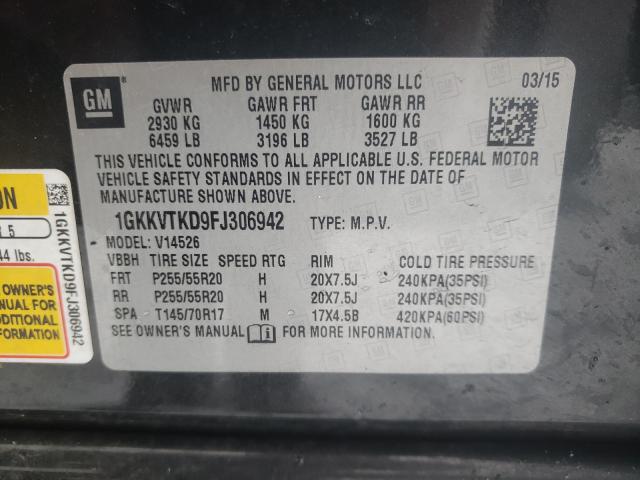 GM
MFD BY GENERAL MOTORS LLC 03/15
GVWR GAWR FRT GAWR RR
2930 KG 1450 KG 1600 KG
6459 LB 3196 LB 3527 LB
THIS VEHICLE CONFORMS TO ALL APPLICABLE U.S. FEDERAL MOTOR
VEHICLE SAFETY STANDARDS IN EFFECT ON THE DATE OF
MANUFACTURE SHOWN ABOVE.
1GKKVTKD9FJ306942 TYPE: M.P.V.
MODEL: V14526
VBBH TIRE SIZE SPEED RTG RIM COLD TIRE PRESSURE
FRT P255/55R20 H 20X7.5J 240KPA(35PSI)
RR P255/55R20 H 20X7.5J 240KPA(35PSI)
SPA T145/70R17 M 17X4.5B 420KPA(60PSI)
SEE OWNER'S MANUAL FOR MORE INFORMATION
ON
5
lbs.
OWNER'S
MANUAL FOR
ADDITIONAL
1GKKVTKD9FJ306942